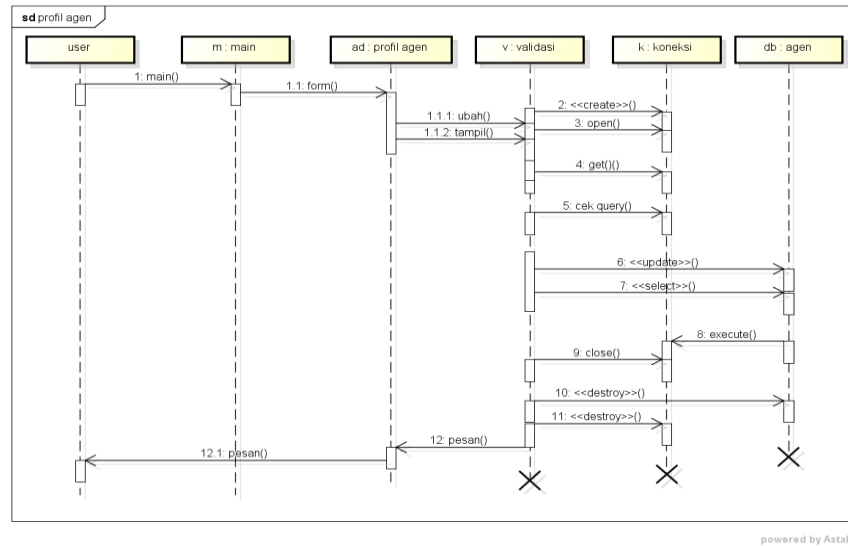 sd profil agen
user
m : main
ad : profil agen
v : validasi
k : koneksi
db : agen
1: main()
1.1: form()
2: <<create>>()
1.1.1: ubah()
3: open()
1.1.2: tampil()
4: get()()
5: cek query()
6: <<update>>()
7: <<select>>()
8: execute()
9: close()
10: <<destroy>>()
11: <<destroy>>()
12: pesan()
12.1: pesan()
powered by Asta